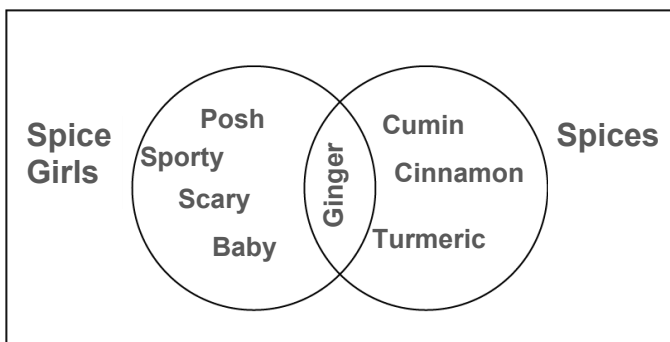 Spice
Girls
Posh
Sporty
Scary
Baby
Ginger
Cumin
Cinnamon
Turmeric
Spices